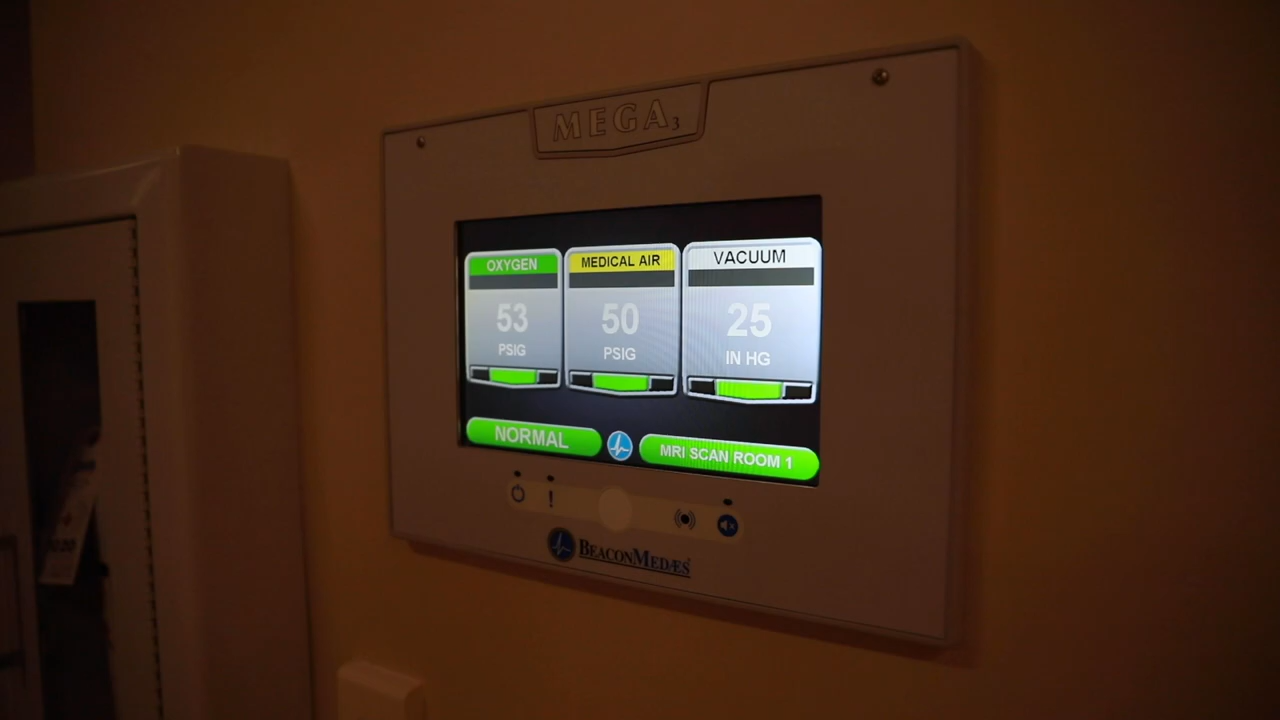 MEGA3
OXYGEN
53
PSIG
MEDICAL AIR
50
PSIG
VACUUM
25
IN HG
NORMAL
MRI SCAN ROOM 1
BEACONMEDÆS